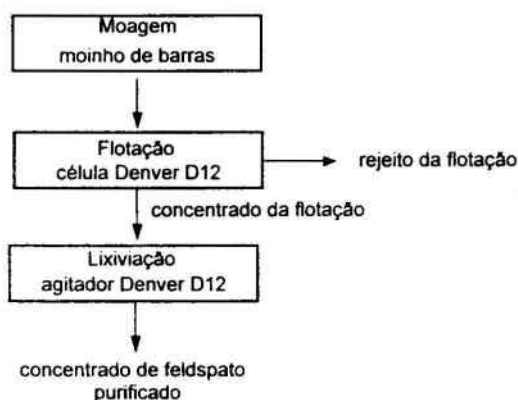 Moagem
moinho de barras
Flotação
célula Denver D12
rejeito da flotação
concentrado da flotação
Lixiviação
agitador Denver D12
concentrado de feldspato
purificado